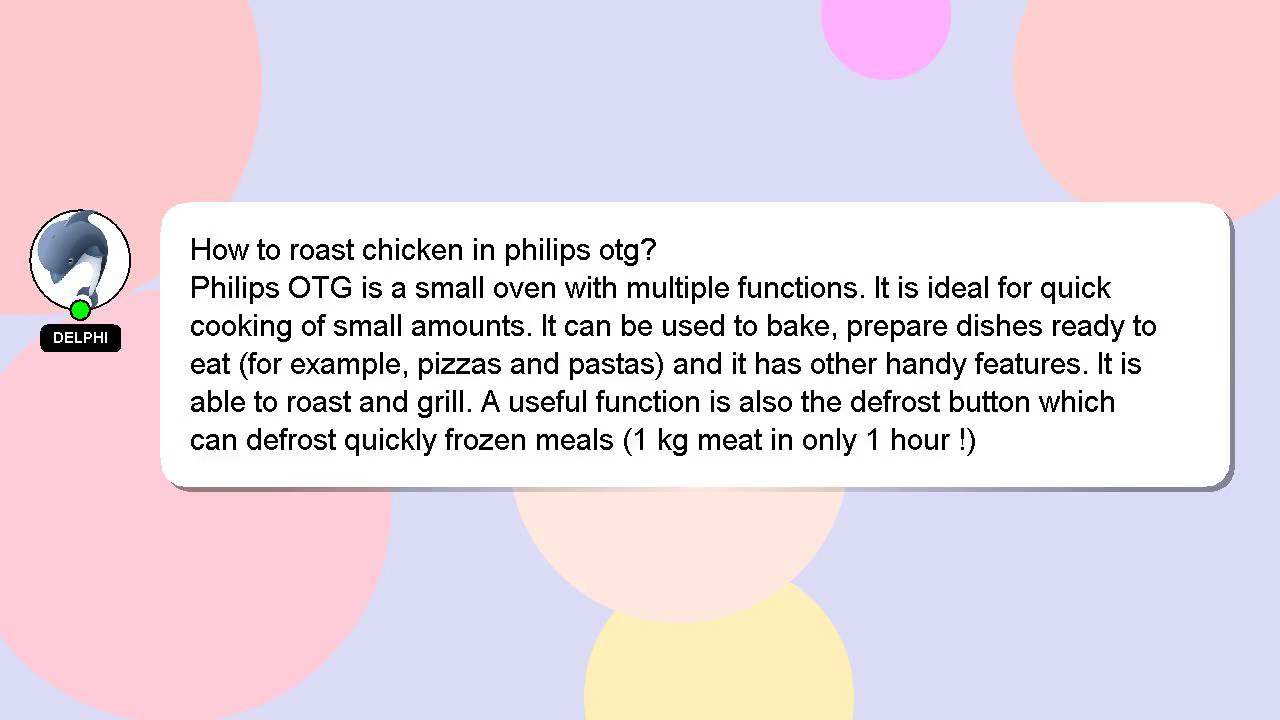 How to roast chicken in philips otg?
Philips OTG is a small oven with multiple functions. It is ideal for quick
cooking of small amounts. It can be used to bake, prepare dishes ready to
eat (for example, pizzas and pastas) and it has other handy features. It is
able to roast and grill. A useful function is also the defrost button which
can defrost quickly frozen meals (1 kg meat in only 1 hour !)
DELPHI